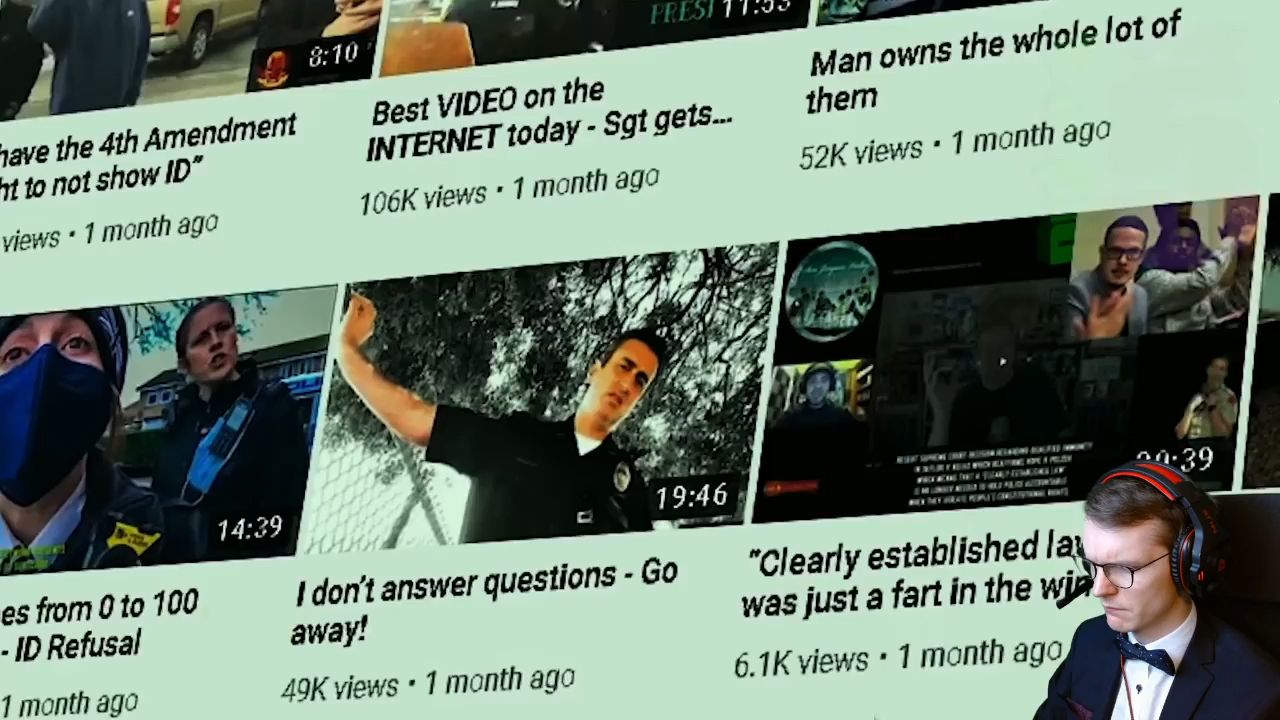 8:10
11:53
have the 4th Amendment
ht to not show ID”
views • 1 month ago
Best VIDEO on the
INTERNET today - Sgt gets...
106K views • 1 month ago
Man owns the whole lot of
them
52K views • 1 month ago
14:39
19:46
:39
es from 0 to 100
- ID Refusal
1 month ago
I don’t answer questions - Go
away!
49K views • 1 month ago
"Clearly established la
was just a fart in the win
6.1K views • 1 month ago